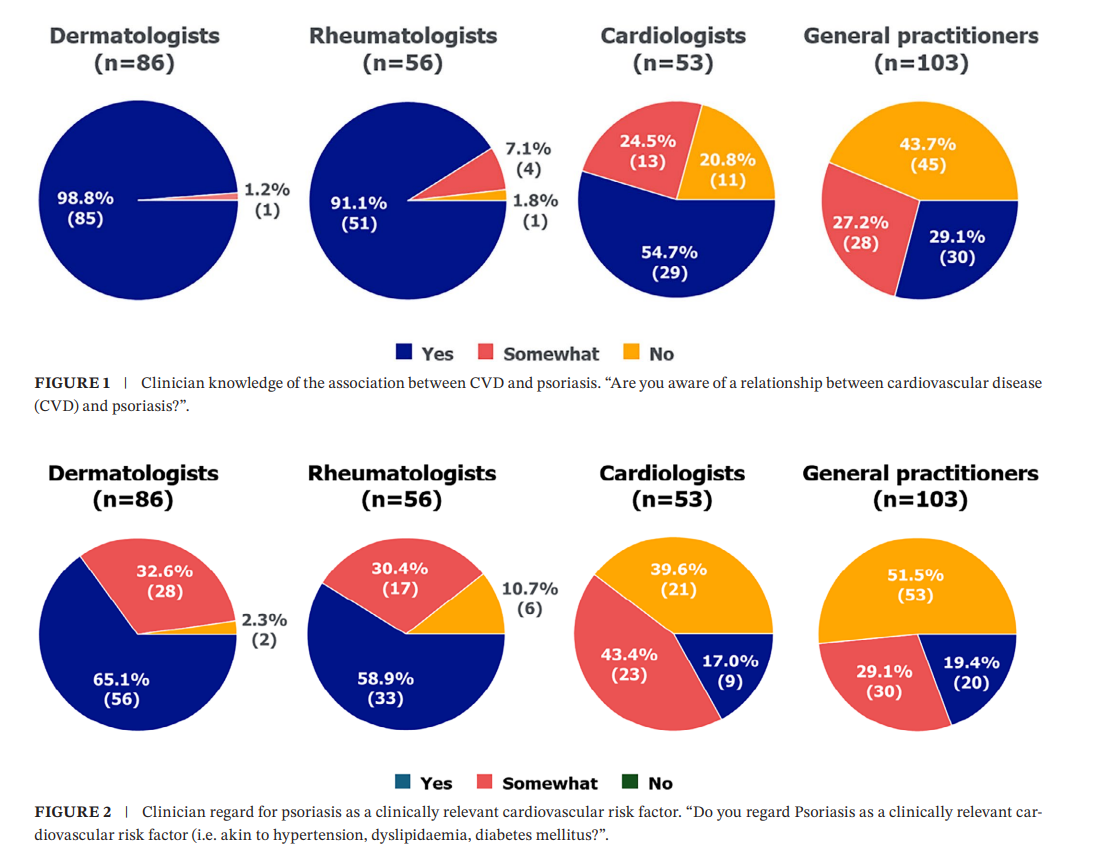 Dermatologists
(n=86)
Rheumatologists
(n=56)
Cardiologists
(n=53)
General practitioners
(n=103)
98.8%
(85)
1.2%
(1)
91.1%
(51)
7.1%
(4)
1.8%
(1)
24.5%
(13)
20.8%
(11)
54.7%
(29)
43.7%
(45)
27.2%
(28)
29.1%
(30)
Yes Somewhat No
FIGURE 1 | Clinician knowledge of the association between CVD and psoriasis. “Are you aware of a relationship between cardiovascular disease
(CVD) and psoriasis?”.
Dermatologists
(n=86)
Rheumatologists
(n=56)
Cardiologists
(n=53)
General practitioners
(n=103)
32.6%
(28)
2.3%
(2)
65.1%
(56)
30.4%
(17)
10.7%
(6)
58.9%
(33)
39.6%
(21)
43.4%
(23)
17.0%
(9)
51.5%
(53)
29.1%
(30)
19.4%
(20)
Yes Somewhat No
FIGURE 2 | Clinician regard for psoriasis as a clinically relevant cardiovascular risk factor. “Do you regard Psoriasis as a clinically relevant car-
diovascular risk factor (i.e. akin to hypertension, dyslipidaemia, diabetes mellitus?”.